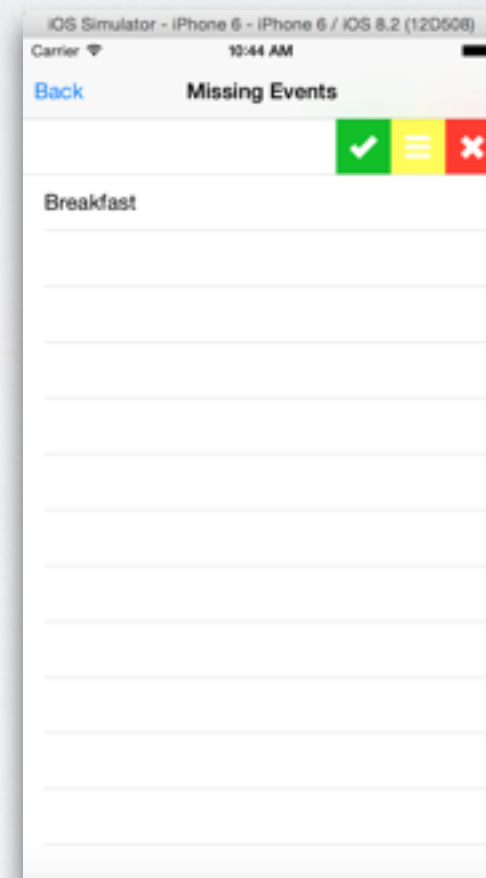 iOS Simulator - iPhone 6 - iPhone 6 / iOS 8.2 (12D508)
Carrier 10:44 AM
Back Missing Events
Breakfast